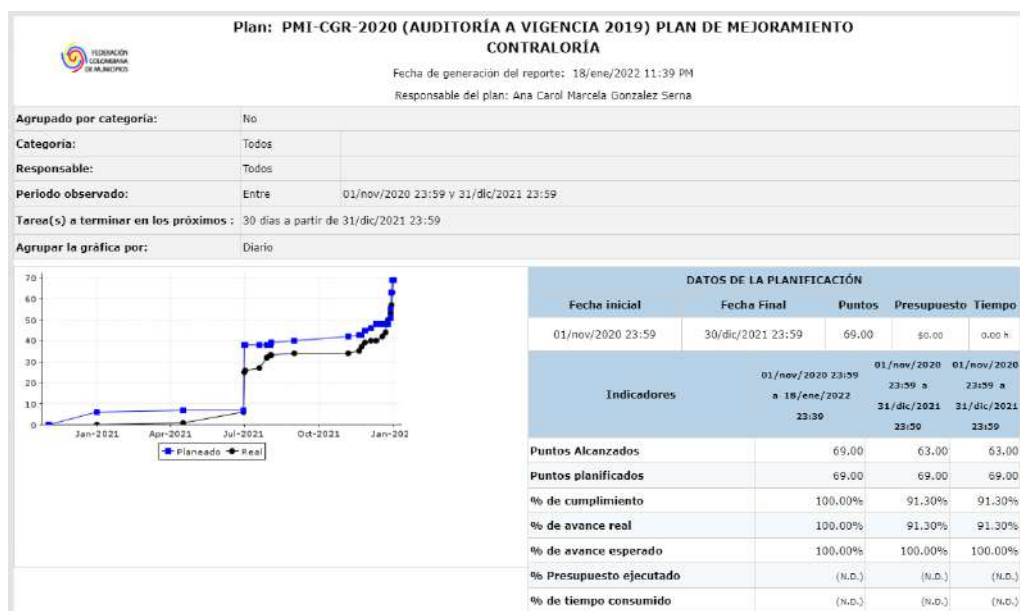 Plan: PMI-CGR-2020 (AUDITORÍA A VIGENCIA 2019) PLAN DE MEJORAMIENTO
CONTRALORÍA
FEDERACIÓN
COLOMBIANA
DE MUNICIPIOS
Fecha de generación del reporte: 18/ene/2022 11:39 PM
Responsable del plan: Ana Carol Marcela Gonzalez Serna
Agrupado por categoría: No
Categoría: Todos
Responsable: Todos
Periodo observado: Entre 01/nov/2020 23:59 y 31/dic/2021 23:59
Tarea(s) a terminar en los próximos : 30 días a partir de 31/dic/2021 23:59
Agrupar la gráfica por: Diario
70
60
50
40
30
20
10
0
Jan-2021 Apr-2021 Jul-2021 Oct-2021 Jan-202
Planeado Real
DATOS DE LA PLANIFICACIÓN
Fecha inicial Fecha Final Puntos Presupuesto Tiempo
01/nov/2020 23:59 30/dic/2021 23:59 69.00 $0.00 0.00 h
Indicadores 01/nov/2020 23:59 a 18/ene/2022 23:39 01/nov/2020 23:59 a 31/dic/2021 23:59 01/nov/2020 23:59 a 31/dic/2021 23:59
Puntos Alcanzados 69.00 63.00 63.00
Puntos planificados 69.00 69.00 69.00
% de cumplimiento 100.00% 91.30% 91.30%
% de avance real 100.00% 91.30% 91.30%
% de avance esperado 100.00% 100.00% 100.00%
% Presupuesto ejecutado (N.D.) (N.D.) (N.D.)
% de tiempo consumido (N.D.) (N.D.) (N.D.)